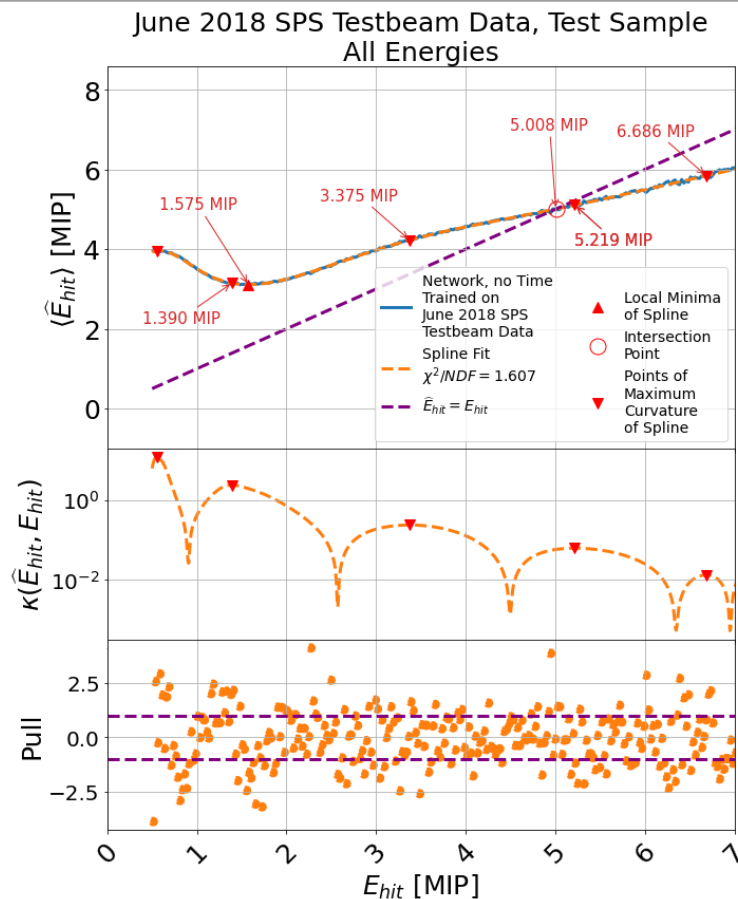 June 2018 SPS Testbeam Data, Test Sample
All Energies
8
6
4
2
0
⟨Ê_hit⟩ [MIP]
5.008 MIP
6.686 MIP
3.375 MIP
1.575 MIP
5.219 MIP
1.390 MIP
Network, no Time
Trained on
June 2018 SPS
Testbeam Data
Spline Fit
χ²/NDF = 1.607
Ê_hit = E_hit
Local Minima
of Spline
Intersection
Point
Points of
Maximum
Curvature
of Spline
10⁰
10⁻²
κ(Ê_hit, E_hit)
2.5
0.0
−2.5
Pull
0 1 2 3 4 5 6 7
E_hit [MIP]